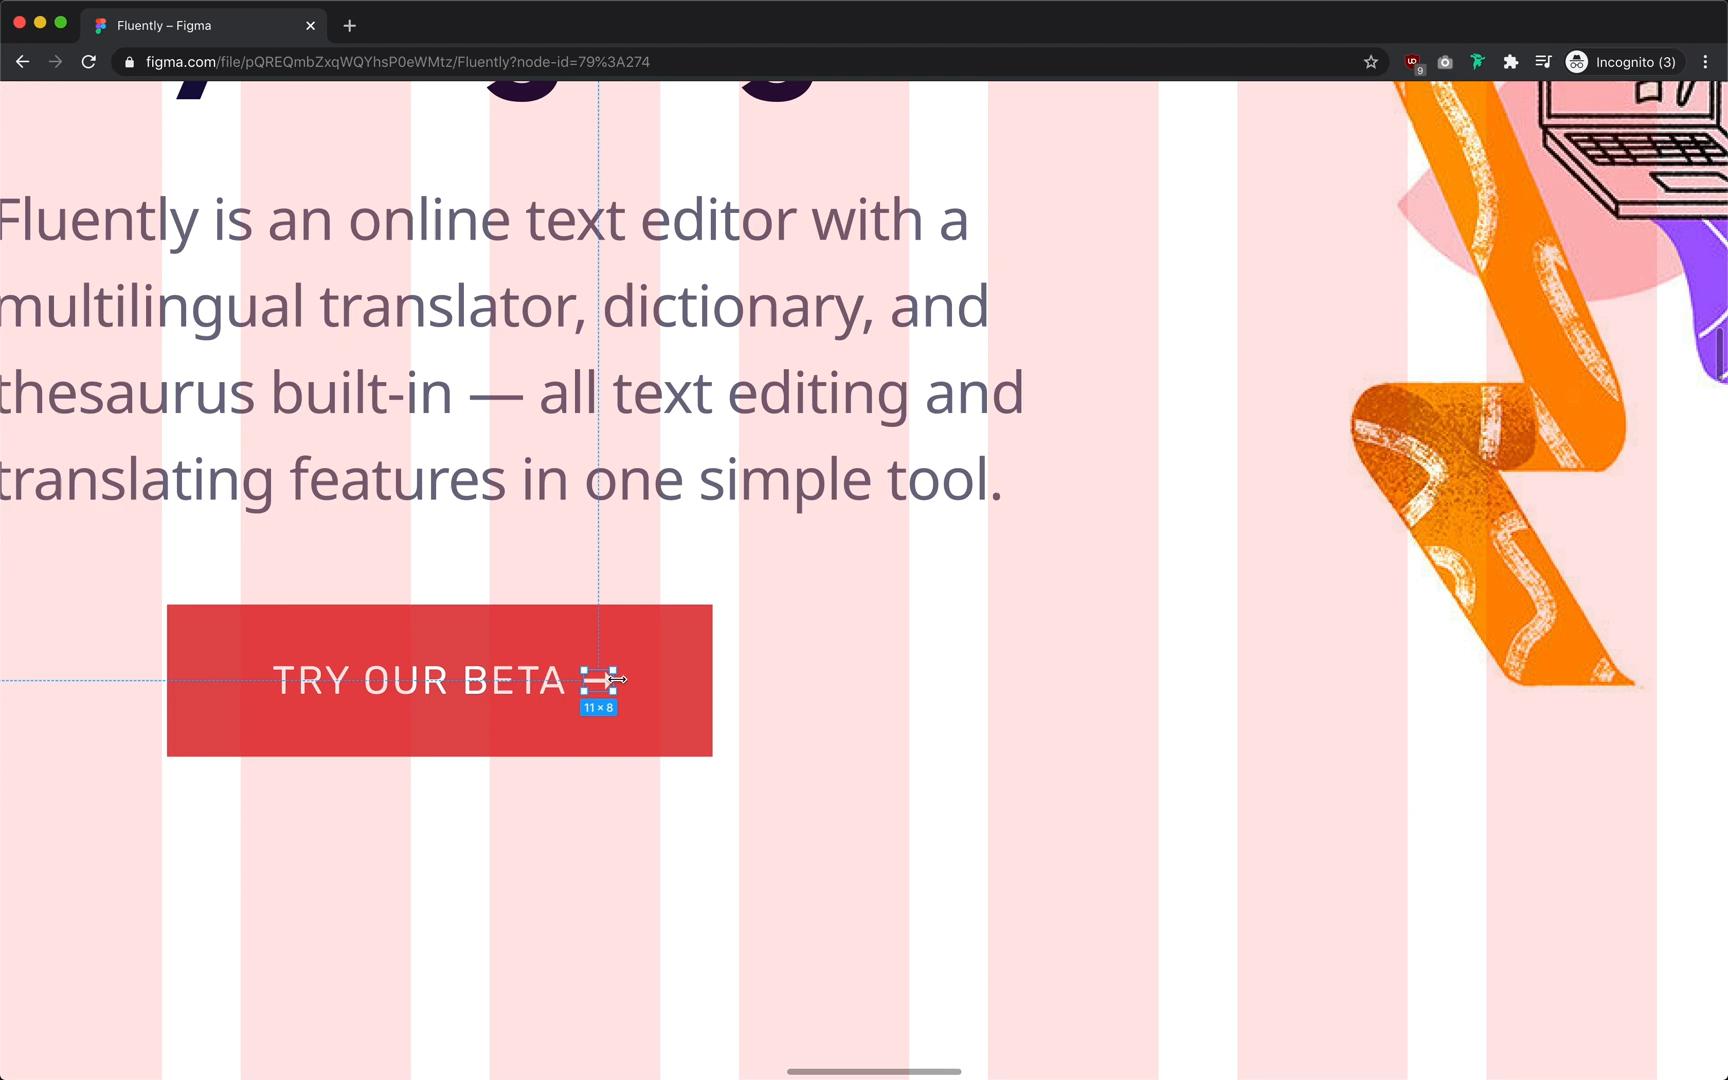 Fluently – Figma
figma.com/file/pQREQmbZxqWQYhsP0eWMtz/Fluently?node-id=79%3A274
9
Incognito (3)
Fluently is an online text editor with a
multilingual translator, dictionary, and
thesaurus built-in — all text editing and
translating features in one simple tool.
TRY OUR BETA →
11 × 8